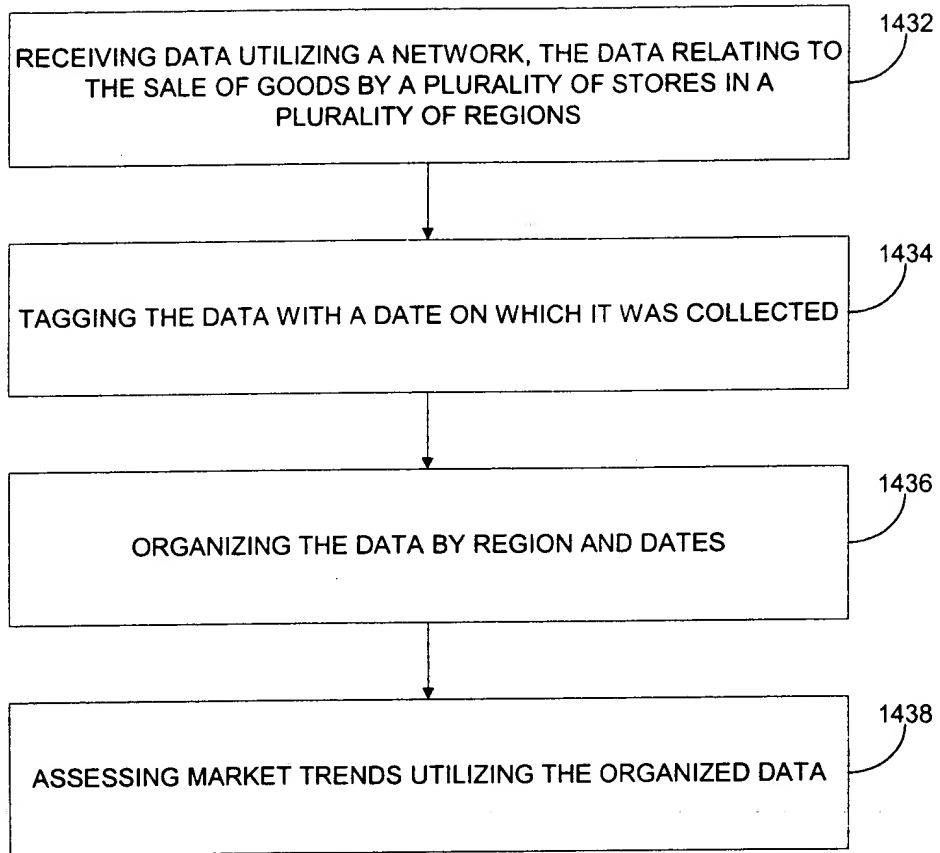 1432
RECEIVING DATA UTILIZING A NETWORK, THE DATA RELATING TO
THE SALE OF GOODS BY A PLURALITY OF STORES IN A
PLURALITY OF REGIONS
1434
TAGGING THE DATA WITH A DATE ON WHICH IT WAS COLLECTED
1436
ORGANIZING THE DATA BY REGION AND DATES
1438
ASSESSING MARKET TRENDS UTILIZING THE ORGANIZED DATA